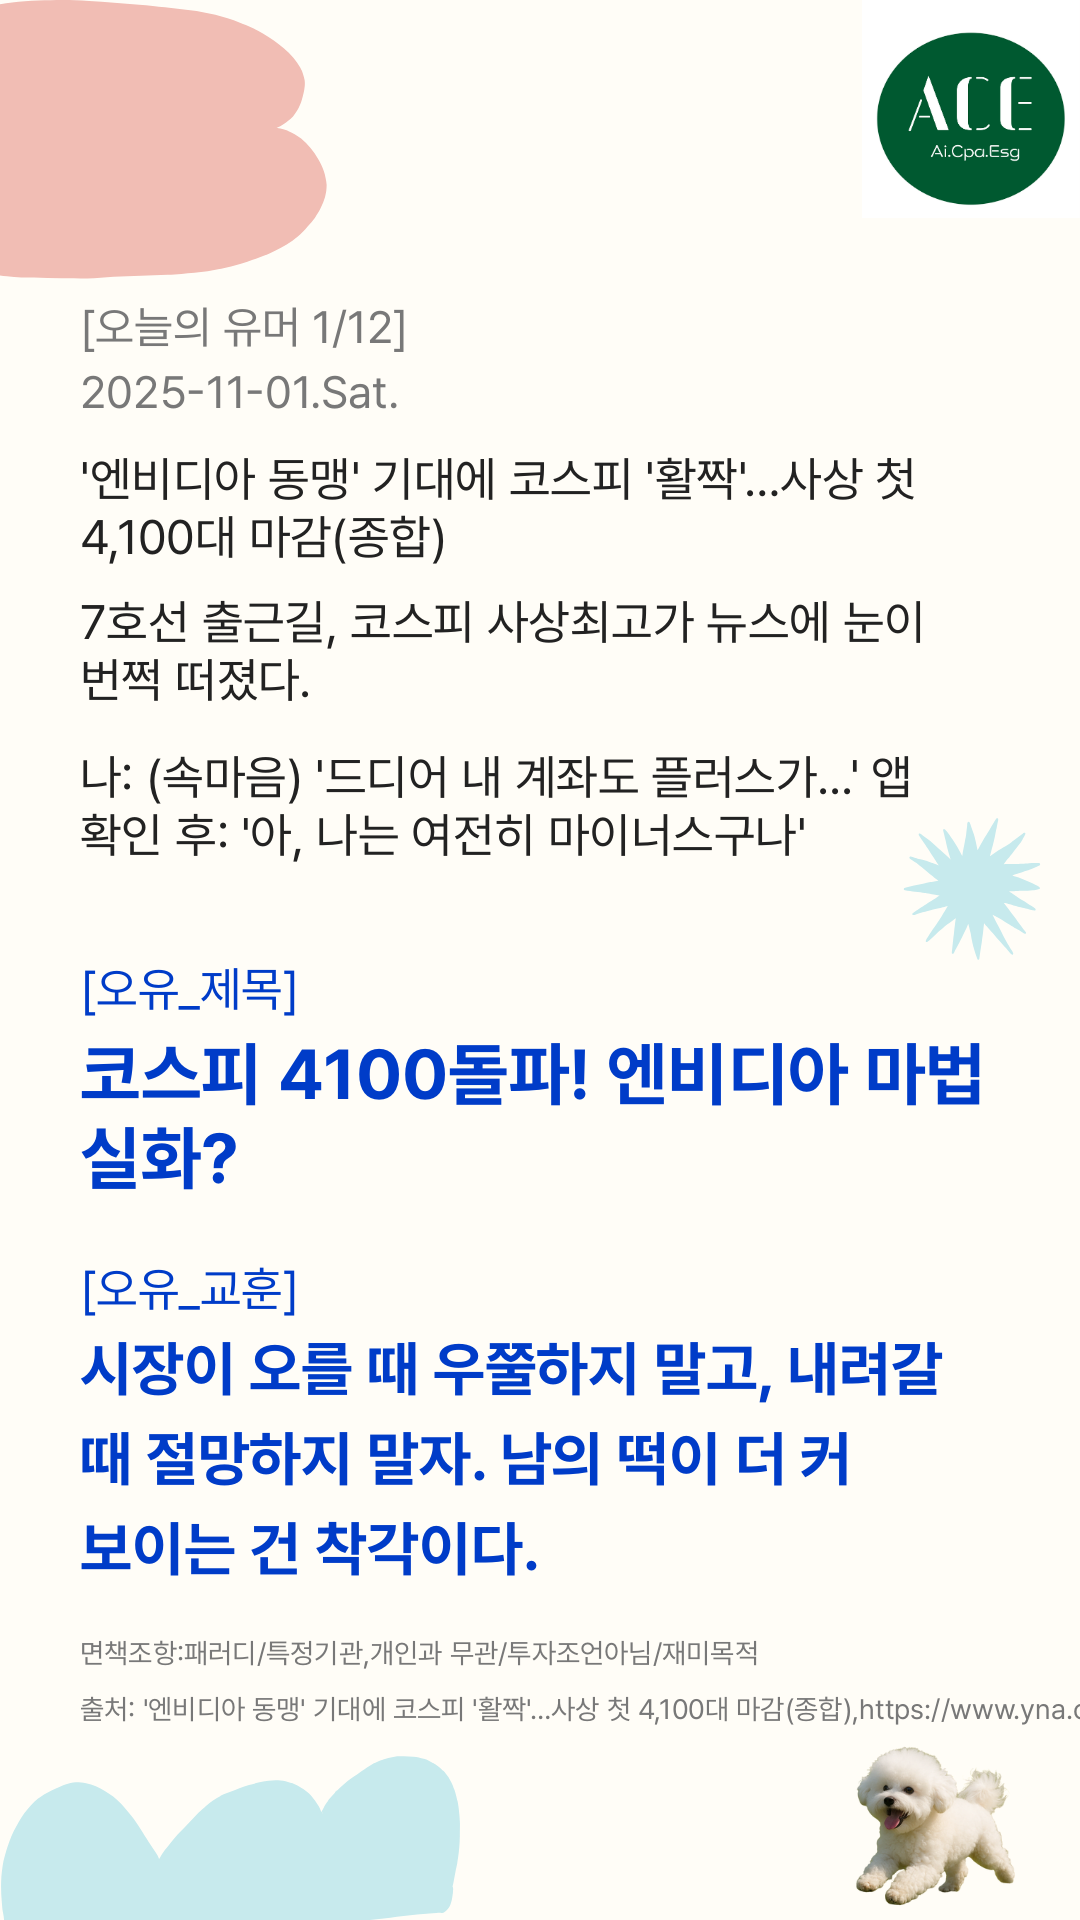 ACE
Ai.Cpa.Esg
[오늘의 유머 1/12]
2025-11-01.Sat.
'엔비디아 동맹' 기대에 코스피 '활짝'…사상 첫
4,100대 마감(종합)
7호선 출근길, 코스피 사상최고가 뉴스에 눈이
번쩍 떠졌다.
나: (속마음) '드디어 내 계좌도 플러스가...' 앱
확인 후: '아, 나는 여전히 마이너스구나'
[오유_제목]
코스피 4100돌파! 엔비디아 마법
실화?
[오유_교훈]
시장이 오를 때 우쭐하지 말고, 내려갈
때 절망하지 말자. 남의 떡이 더 커
보이는 건 착각이다.
면책조항:패러디/특정기관,개인과 무관/투자조언아님/재미목적
출처: '엔비디아 동맹' 기대에 코스피 '활짝'…사상 첫 4,100대 마감(종합),https://www.yna.c